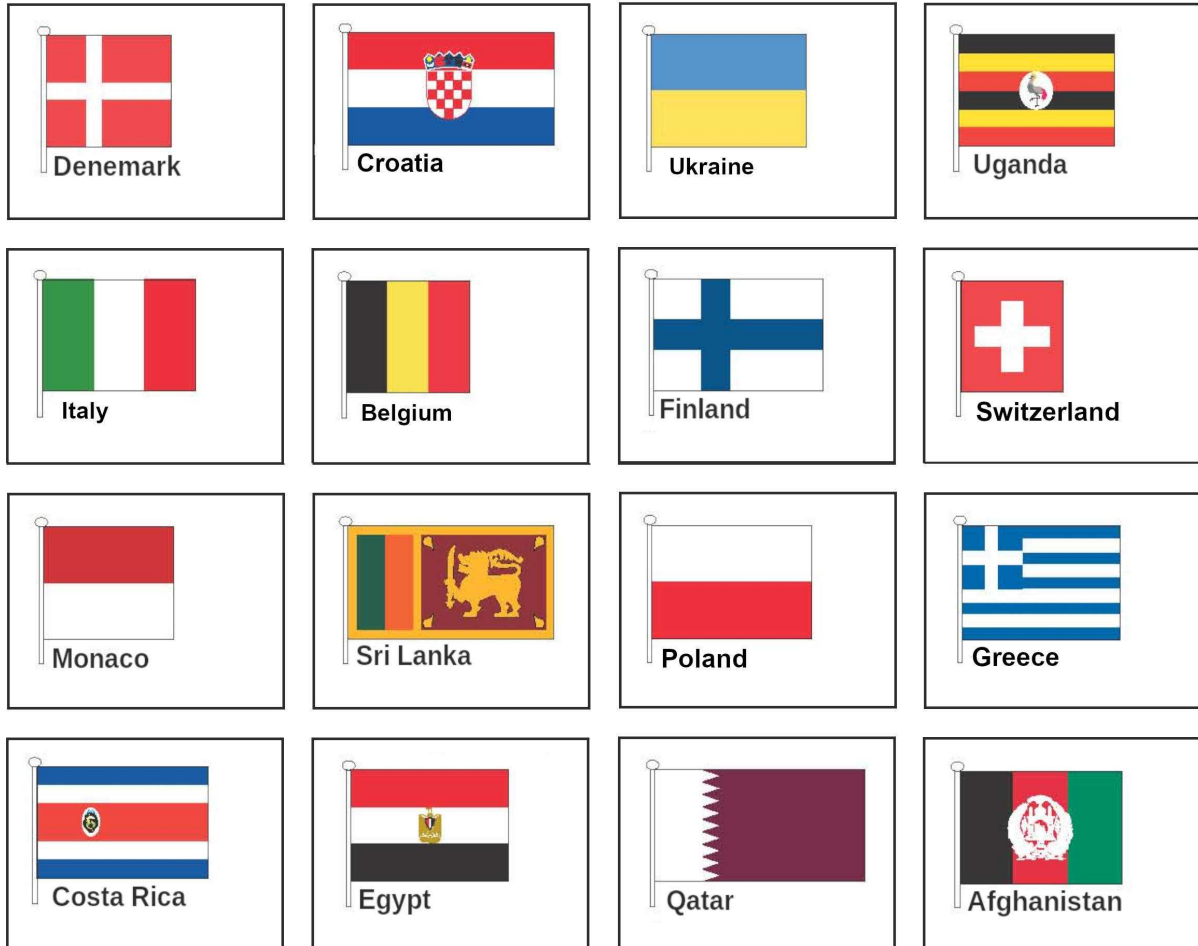 Denemark
Croatia
Ukraine
Uganda
Italy
Belgium
Finland
Switzerland
Monaco
Sri Lanka
Poland
Greece
Costa Rica
Egypt
Qatar
Afghanistan